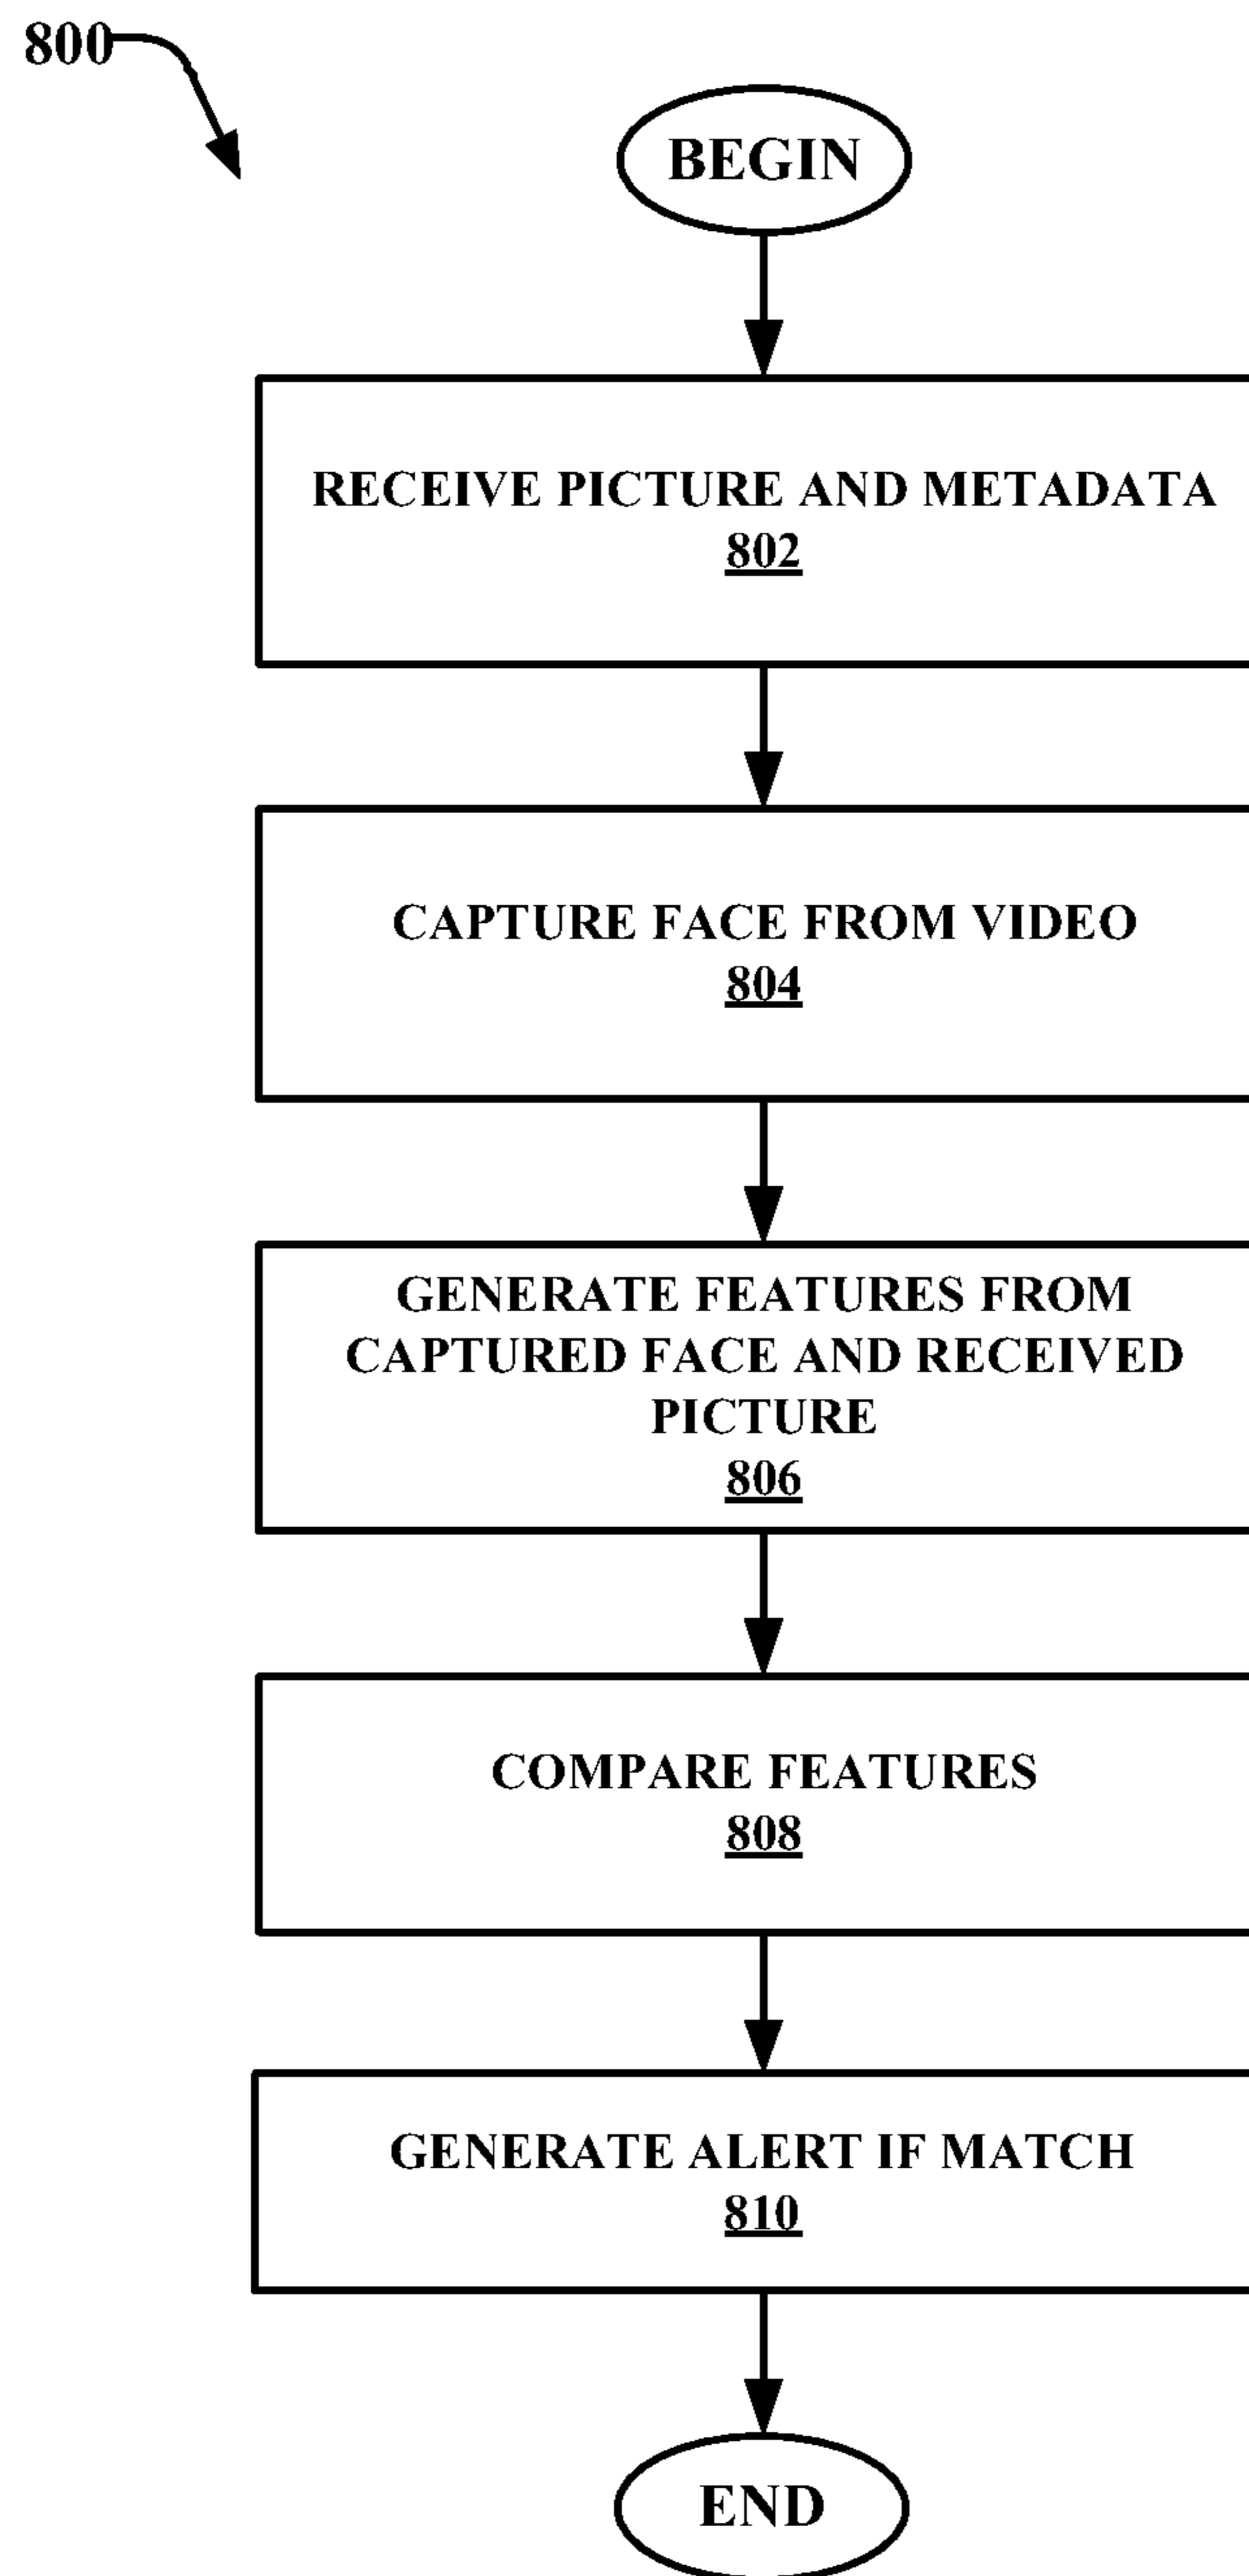 800
BEGIN
RECEIVE PICTURE AND METADATA
802
CAPTURE FACE FROM VIDEO
804
GENERATE FEATURES FROM
CAPTURED FACE AND RECEIVED
PICTURE
806
COMPARE FEATURES
808
GENERATE ALERT IF MATCH
810
END